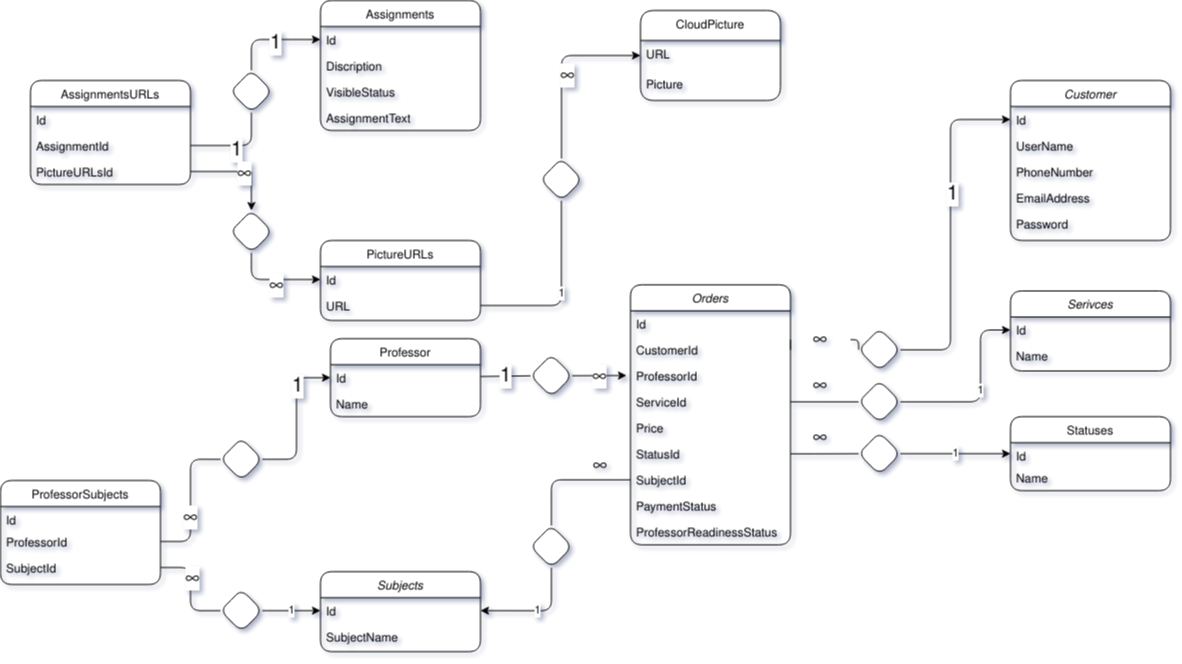 Assignments
Id
Discription
VisibleStatus
AssignmentText
CloudPicture
URL
Picture
AssignmentsURLs
Id
AssignmentId
PictureURLsId
Customer
Id
UserName
PhoneNumber
EmailAddress
Password
1
1
∞
∞
∞
1
1
PictureURLs
Id
URL
Orders
Id
CustomerId
ProfessorId
ServiceId
Price
StatusId
SubjectId
PaymentStatus
ProfessorReadinessStatus
Serivces
Id
Name
∞
∞
1
∞
1
Professor
Id
Name
1
∞
1
∞
Statuses
Id
Name
ProfessorSubjects
Id
ProfessorId
SubjectId
∞
∞
1
1
Subjects
Id
SubjectName